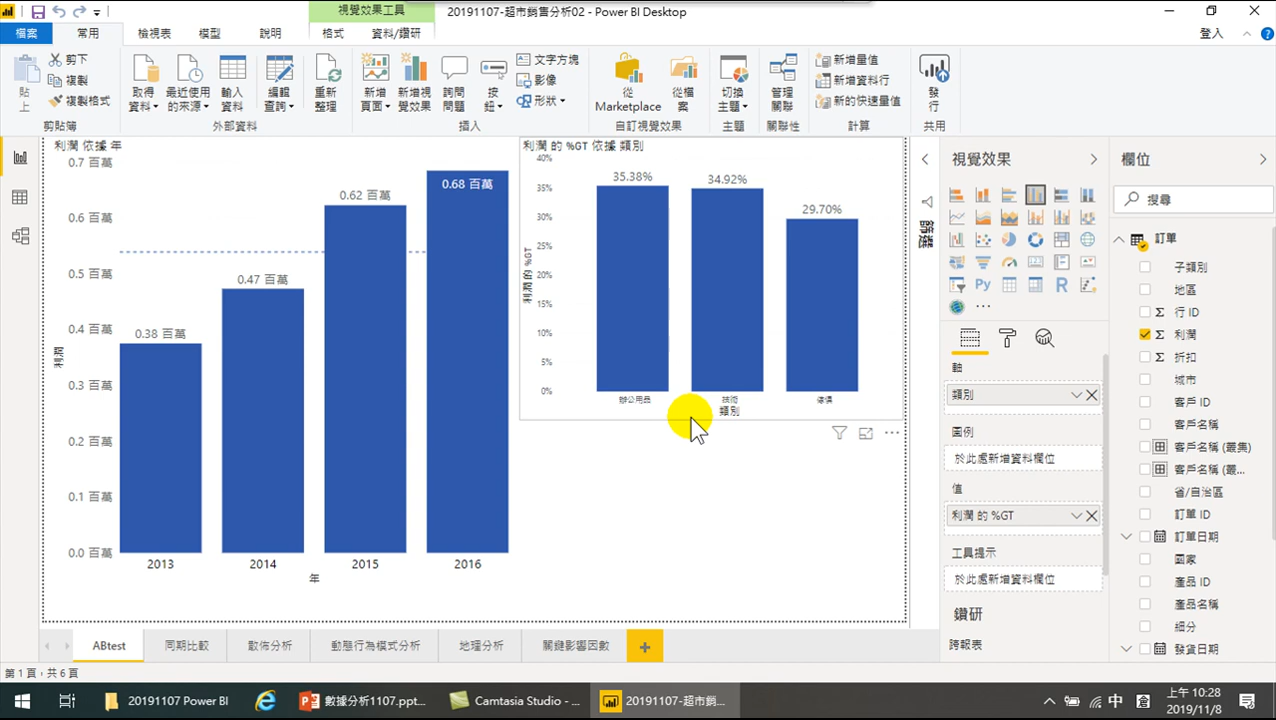 20191107-超市銷售分析02 - Power BI Desktop
視覺效果工具
檔案
常用
檢視表
模型
說明
格式
資料/鑽研
登入
貼上
剪下
複製
複製格式
剪貼簿
取得資料
最近使用的來源
輸入資料
編輯查詢
重新整理
外部資料
新增頁面
新增視覺效果
詢問問題
按鈕
文字方塊
影像
形狀
插入
從 Marketplace
從檔案
自訂視覺效果
切換主題
主題
管理關聯
關聯性
新增量值
新增資料行
新的快速量值
計算
發行
共用
利潤 依據 年
0.7 百萬
0.6 百萬
0.5 百萬
0.4 百萬
0.3 百萬
0.2 百萬
0.1 百萬
0.0 百萬
利潤
0.38 百萬
0.47 百萬
0.62 百萬
0.68 百萬
2013
2014
2015
2016
年
利潤 的 %GT 依據 類別
40%
35%
30%
25%
20%
15%
10%
5%
0%
利潤 的 %GT
35.38%
34.92%
29.70%
辦公用品
技術
傢俱
類別
篩選
視覺效果
Py
R
軸
類別
圖例
於此處新增資料欄位
值
利潤 的 %GT
工具提示
於此處新增資料欄位
鑽研
跨報表
欄位
搜尋
訂單
子類別
地區
行 ID
利潤
折扣
城市
客戶 ID
客戶名稱
客戶名稱 (叢集)
客戶名稱 (叢...
省/自治區
訂單 ID
訂單日期
國家
產品 ID
產品名稱
細分
發貨日期
ABtest
同期比較
散佈分析
動態行為模式分析
地理分析
關鍵影響因數
第 1 頁，共 6 頁
20191107 Power BI
數據分析1107.ppt...
Camtasia Studio - ...
20191107-超市銷...
中
上午 10:28
2019/11/8